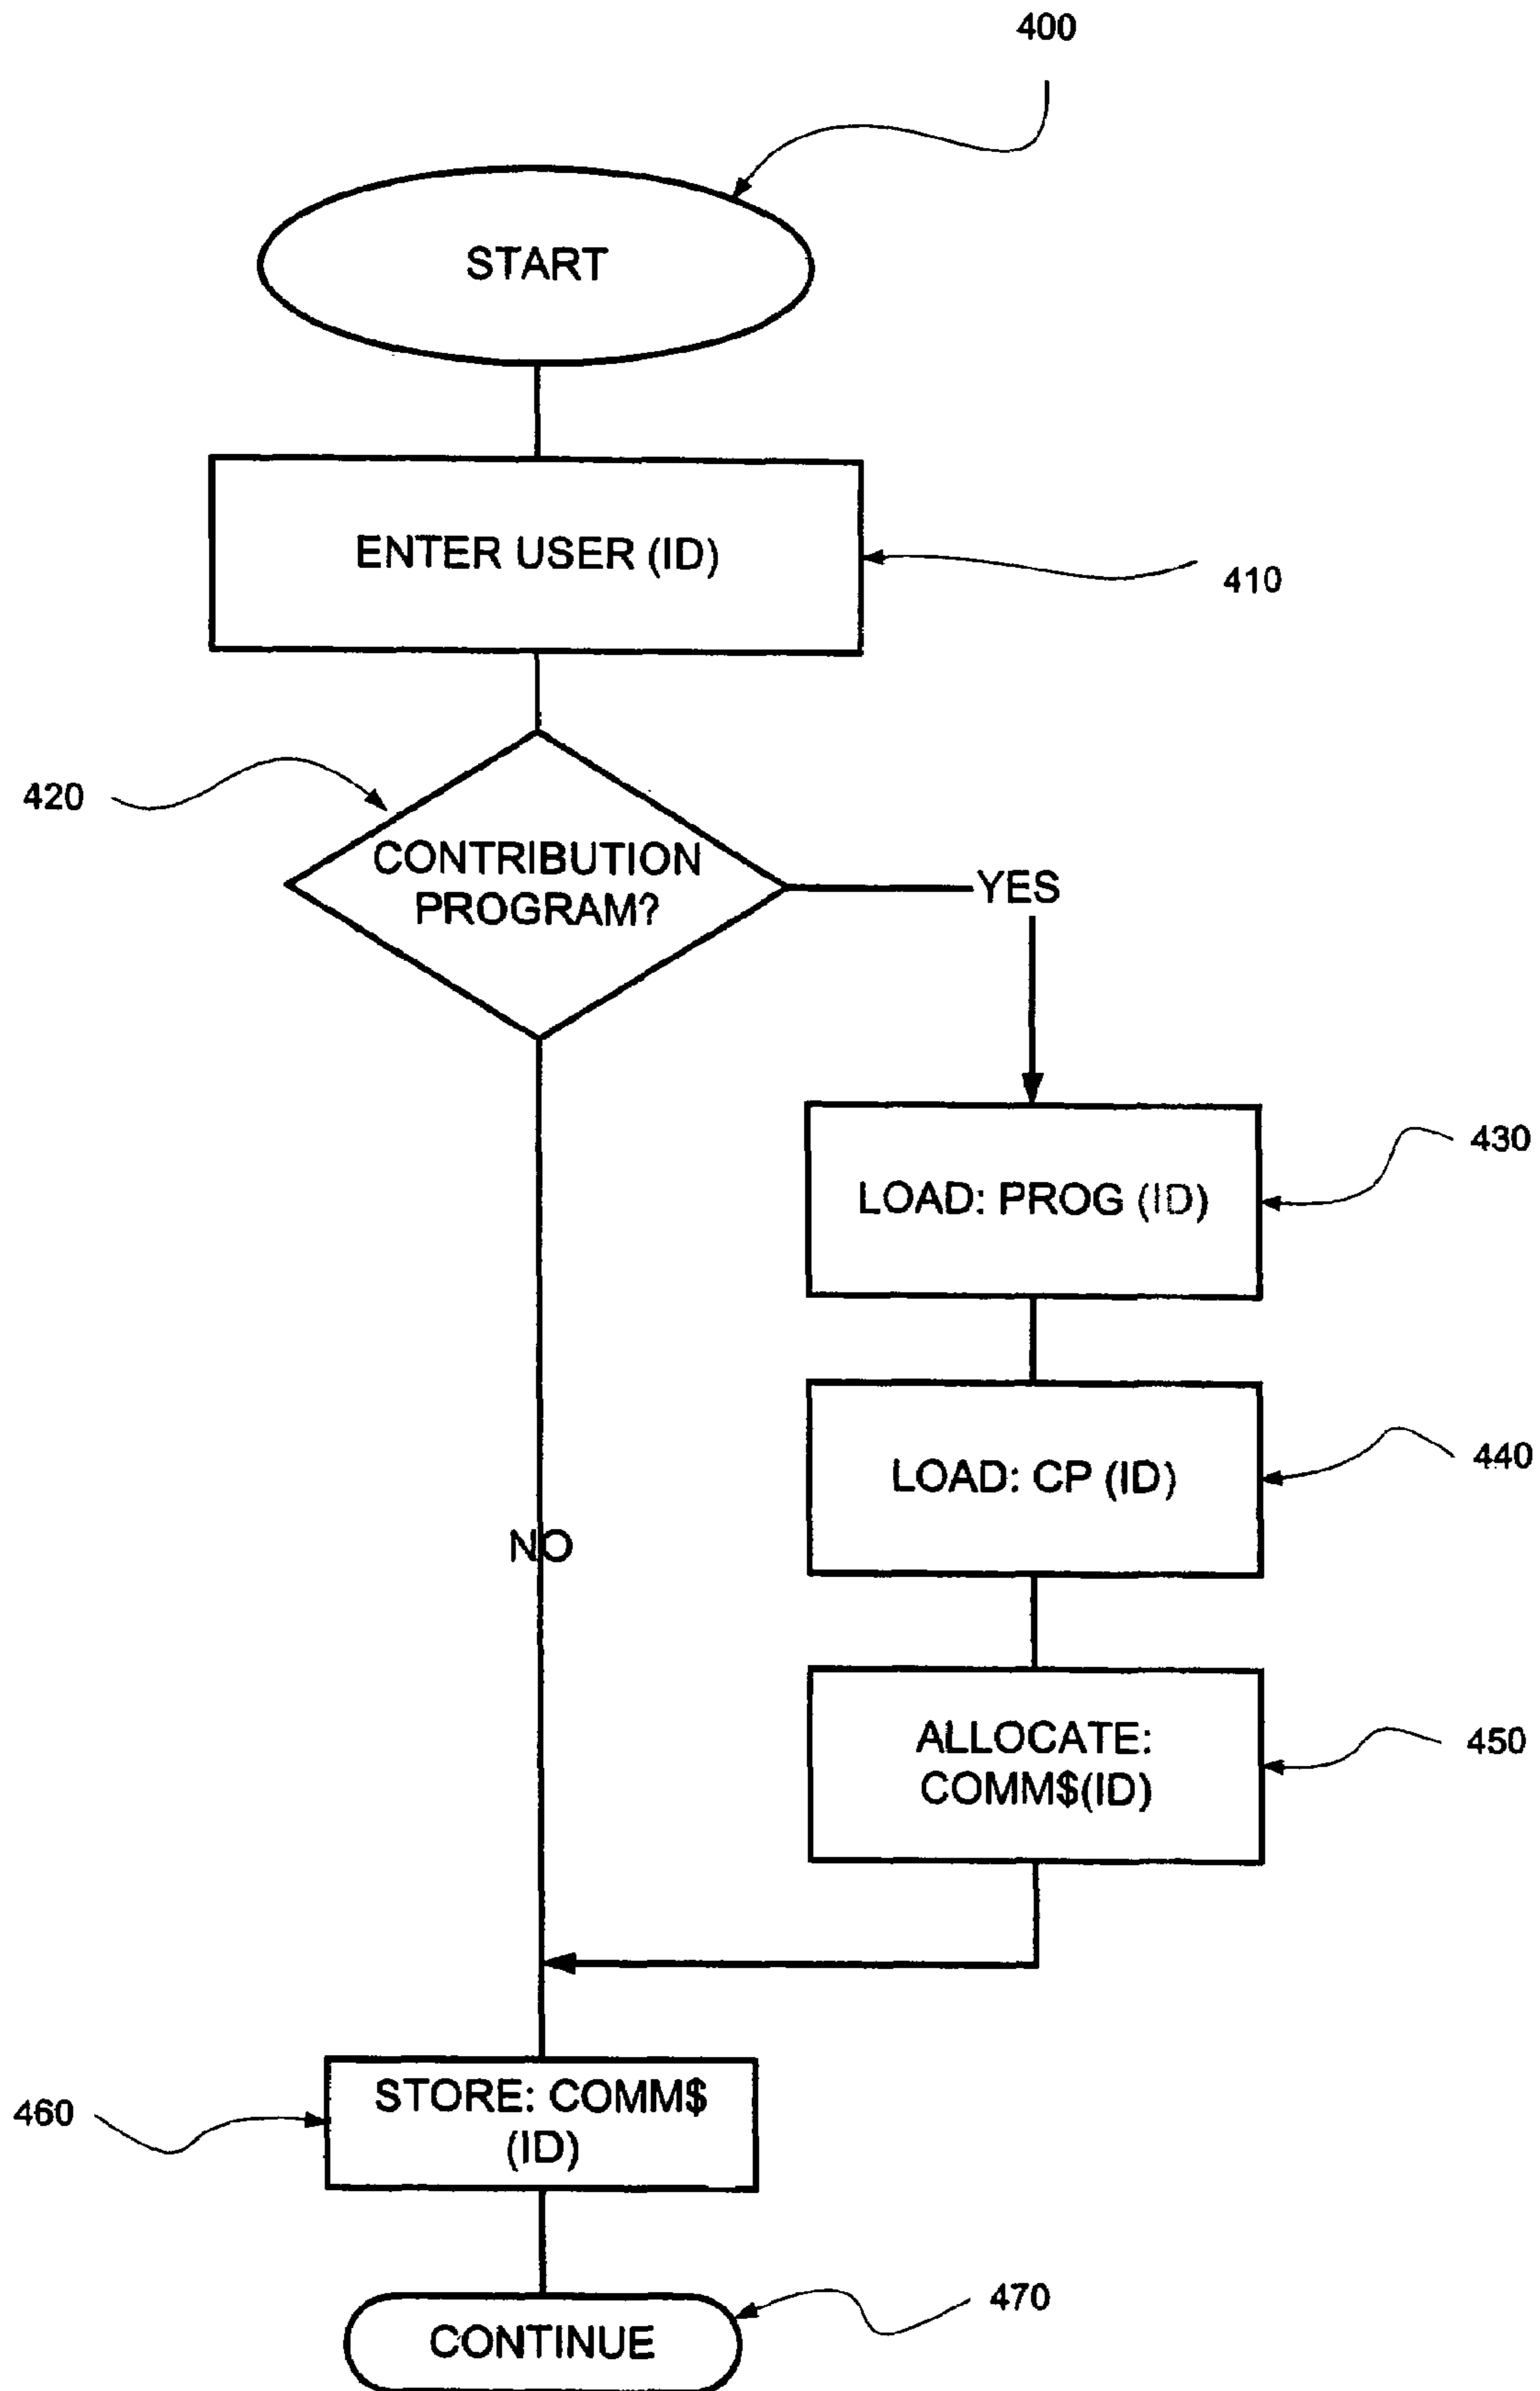 400
START
ENTER USER (ID)
410
420
CONTRIBUTION
PROGRAM?
YES
LOAD: PROG (ID)
430
LOAD: CP (ID)
440
NO
ALLOCATE:
COMM$(ID)
450
STORE: COMM$
(ID)
460
CONTINUE
470